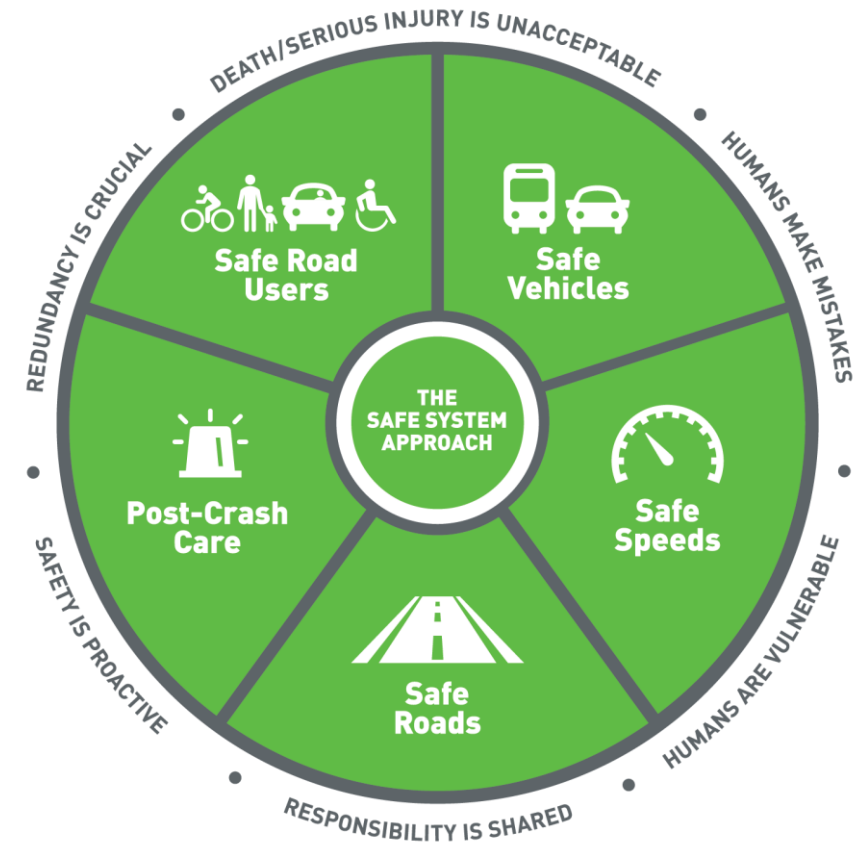 DEATH/SERIOUS INJURY IS UNACCEPTABLE
HUMANS MAKE MISTAKES
HUMANS ARE VULNERABLE
RESPONSIBILITY IS SHARED
SAFETY IS PROACTIVE
REDUNDANCY IS CRUCIAL
Safe Road
Users
Safe
Vehicles
Safe
Speeds
Safe
Roads
Post-Crash
Care
THE
SAFE SYSTEM
APPROACH